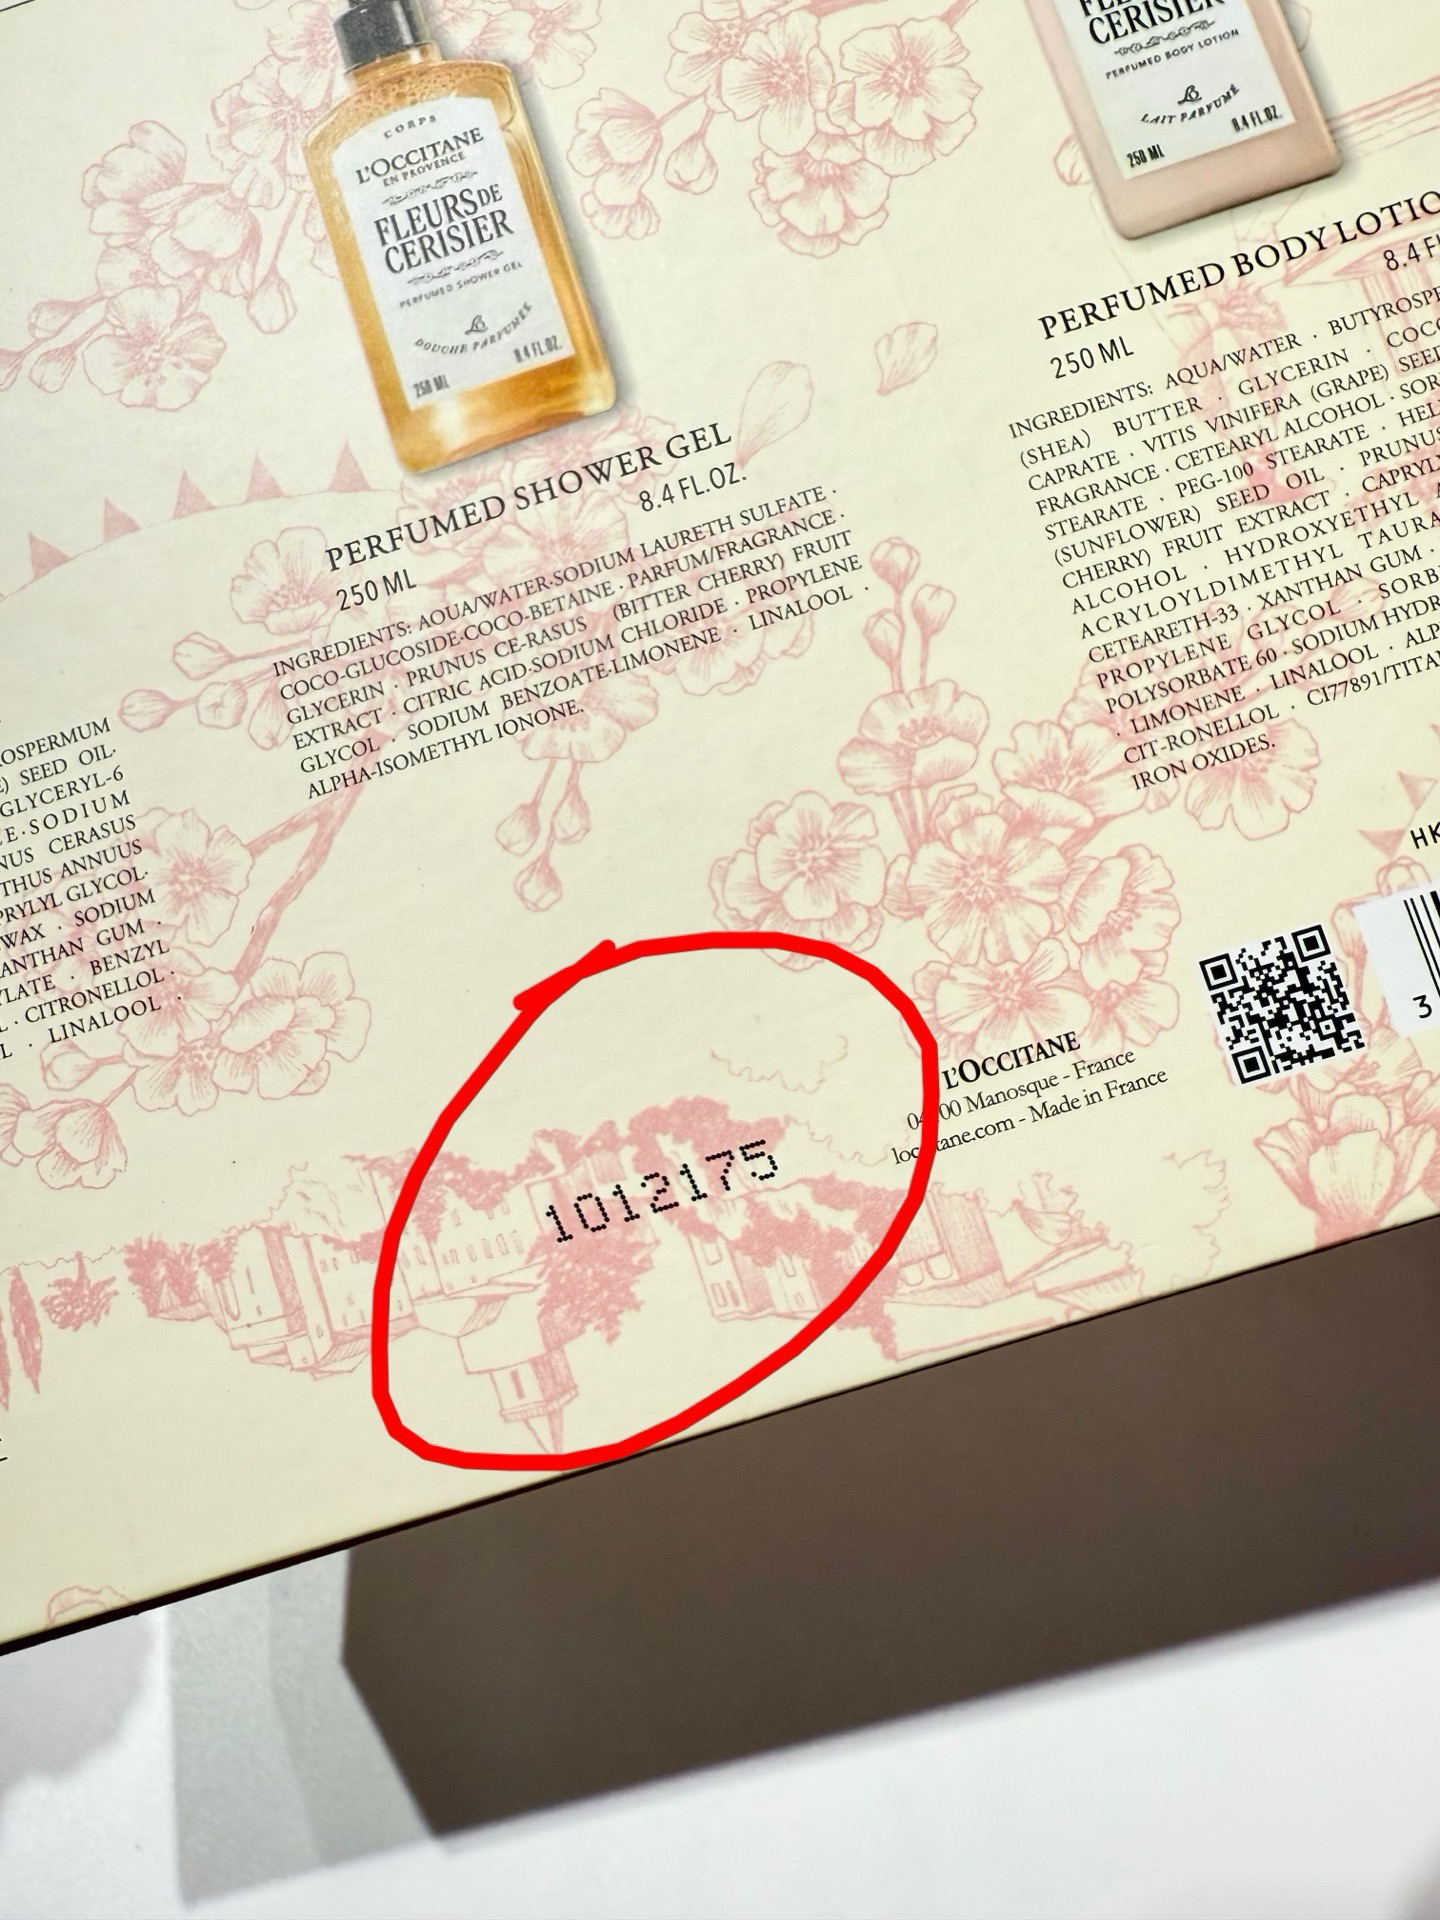 CORPS
L'OCCITANE
EN PROVENCE
FLEURS DE
CERISIER
PERFUMED SHOWER GEL
DOUCHE PARFUMÉE
250 ML 8.4 FL.OZ.
CERISIER
PERFUMED BODY LOTION
LAIT PARFUMÉ
250 ML 8.4 FL.OZ.
OSPERMUM
SEED OIL·
GLYCERYL-6
E·SODIUM
NUS CERASUS
THUS ANNUUS
PRYLYL GLYCOL·
WAX · SODIUM
ANTHAN GUM ·
YLATE · BENZYL
L · CITRONELLOL ·
L · LINALOOL ·
PERFUMED SHOWER GEL
250 ML 8.4 FL.OZ.
INGREDIENTS: AQUA/WATER·SODIUM LAURETH SULFATE ·
COCO-GLUCOSIDE·COCO-BETAINE · PARFUM/FRAGRANCE ·
GLYCERIN · PRUNUS CE-RASUS (BITTER CHERRY) FRUIT
EXTRACT · CITRIC ACID·SODIUM CHLORIDE · PROPYLENE
GLYCOL · SODIUM BENZOATE·LIMONENE · LINALOOL ·
ALPHA-ISOMETHYL IONONE.
PERFUMED BODY LOTIO
250 ML 8.4 F
INGREDIENTS: AQUA/WATER · BUTYROSPE
(SHEA) BUTTER · GLYCERIN · COCO
CAPRATE · VITIS VINIFERA (GRAPE) SEED
FRAGRANCE · CETEARYL ALCOHOL · SOR
STEARATE · PEG-100 STEARATE · HEL
(SUNFLOWER) SEED OIL · PRUNUS
CHERRY) FRUIT EXTRACT · CAPRYLY
ALCOHOL · HYDROXYETHYL A
ACRYLOYLDIMETHYL TAURA
CETEARETH-33 · XANTHAN GUM ·
PROPYLENE GLYCOL · SORB
POLYSORBATE 60 · SODIUM HYDR
· LIMONENE · LINALOOL · ALP
CIT-RONELLOL · CI77891/TITA
IRON OXIDES.
HK
3
L'OCCITANE
Manosque - France
Made in France
1012175